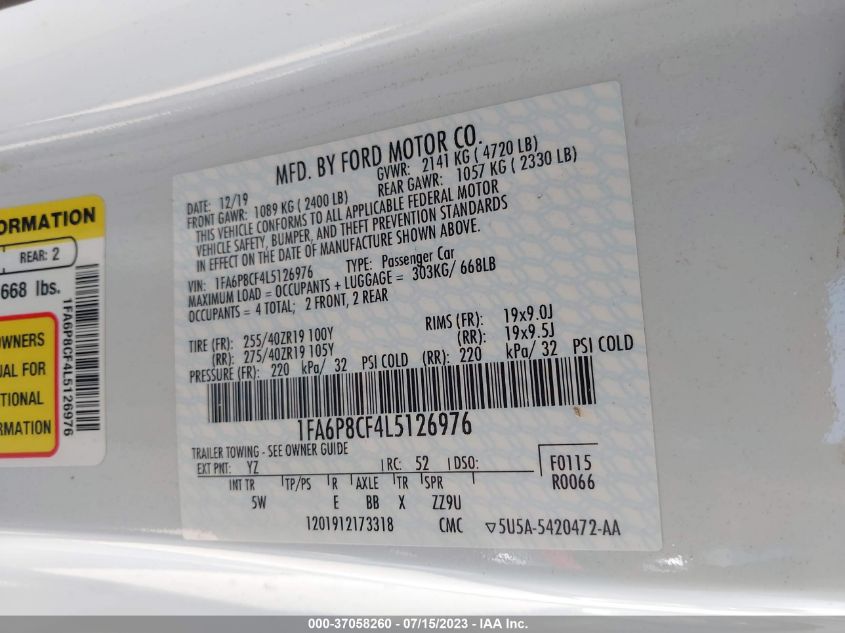 MFD. BY FORD MOTOR CO.
DATE: 12/19 GVWR: 2141 KG ( 4720 LB)
FRONT GAWR: 1089 KG ( 2400 LB) REAR GAWR: 1057 KG ( 2330 LB)
THIS VEHICLE CONFORMS TO ALL APPLICABLE FEDERAL MOTOR
VEHICLE SAFETY, BUMPER, AND THEFT PREVENTION STANDARDS
IN EFFECT ON THE DATE OF MANUFACTURE SHOWN ABOVE.
VIN: 1FA6P8CF4L5126976 TYPE: Passenger Car
MAXIMUM LOAD = OCCUPANTS + LUGGAGE = 303KG/ 668LB
OCCUPANTS = 4 TOTAL; 2 FRONT, 2 REAR
TIRE (FR): 255/40ZR19 100Y RIMS (FR): 19x9.0J
(RR): 275/40ZR19 105Y (RR): 19x9.5J
PRESSURE (FR): 220 kPa/ 32 PSI COLD (RR): 220 kPa/ 32 PSI COLD
1FA6P8CF4L5126976
TRAILER TOWING - SEE OWNER GUIDE
EXT PNT: YZ RC: 52 DSO: F0115
INT TR TP/PS R AXLE TR SPR R0066
5W E BB X ZZ9U
1201912173318 CMC ▽5U5A-5420472-AA
FORMATION
REAR: 2
668 lbs.
1FA6P8CF4L5126976
OWNERS
UAL FOR
TIONAL
RMATION
000-37058260 - 07/15/2023 - IAA Inc.